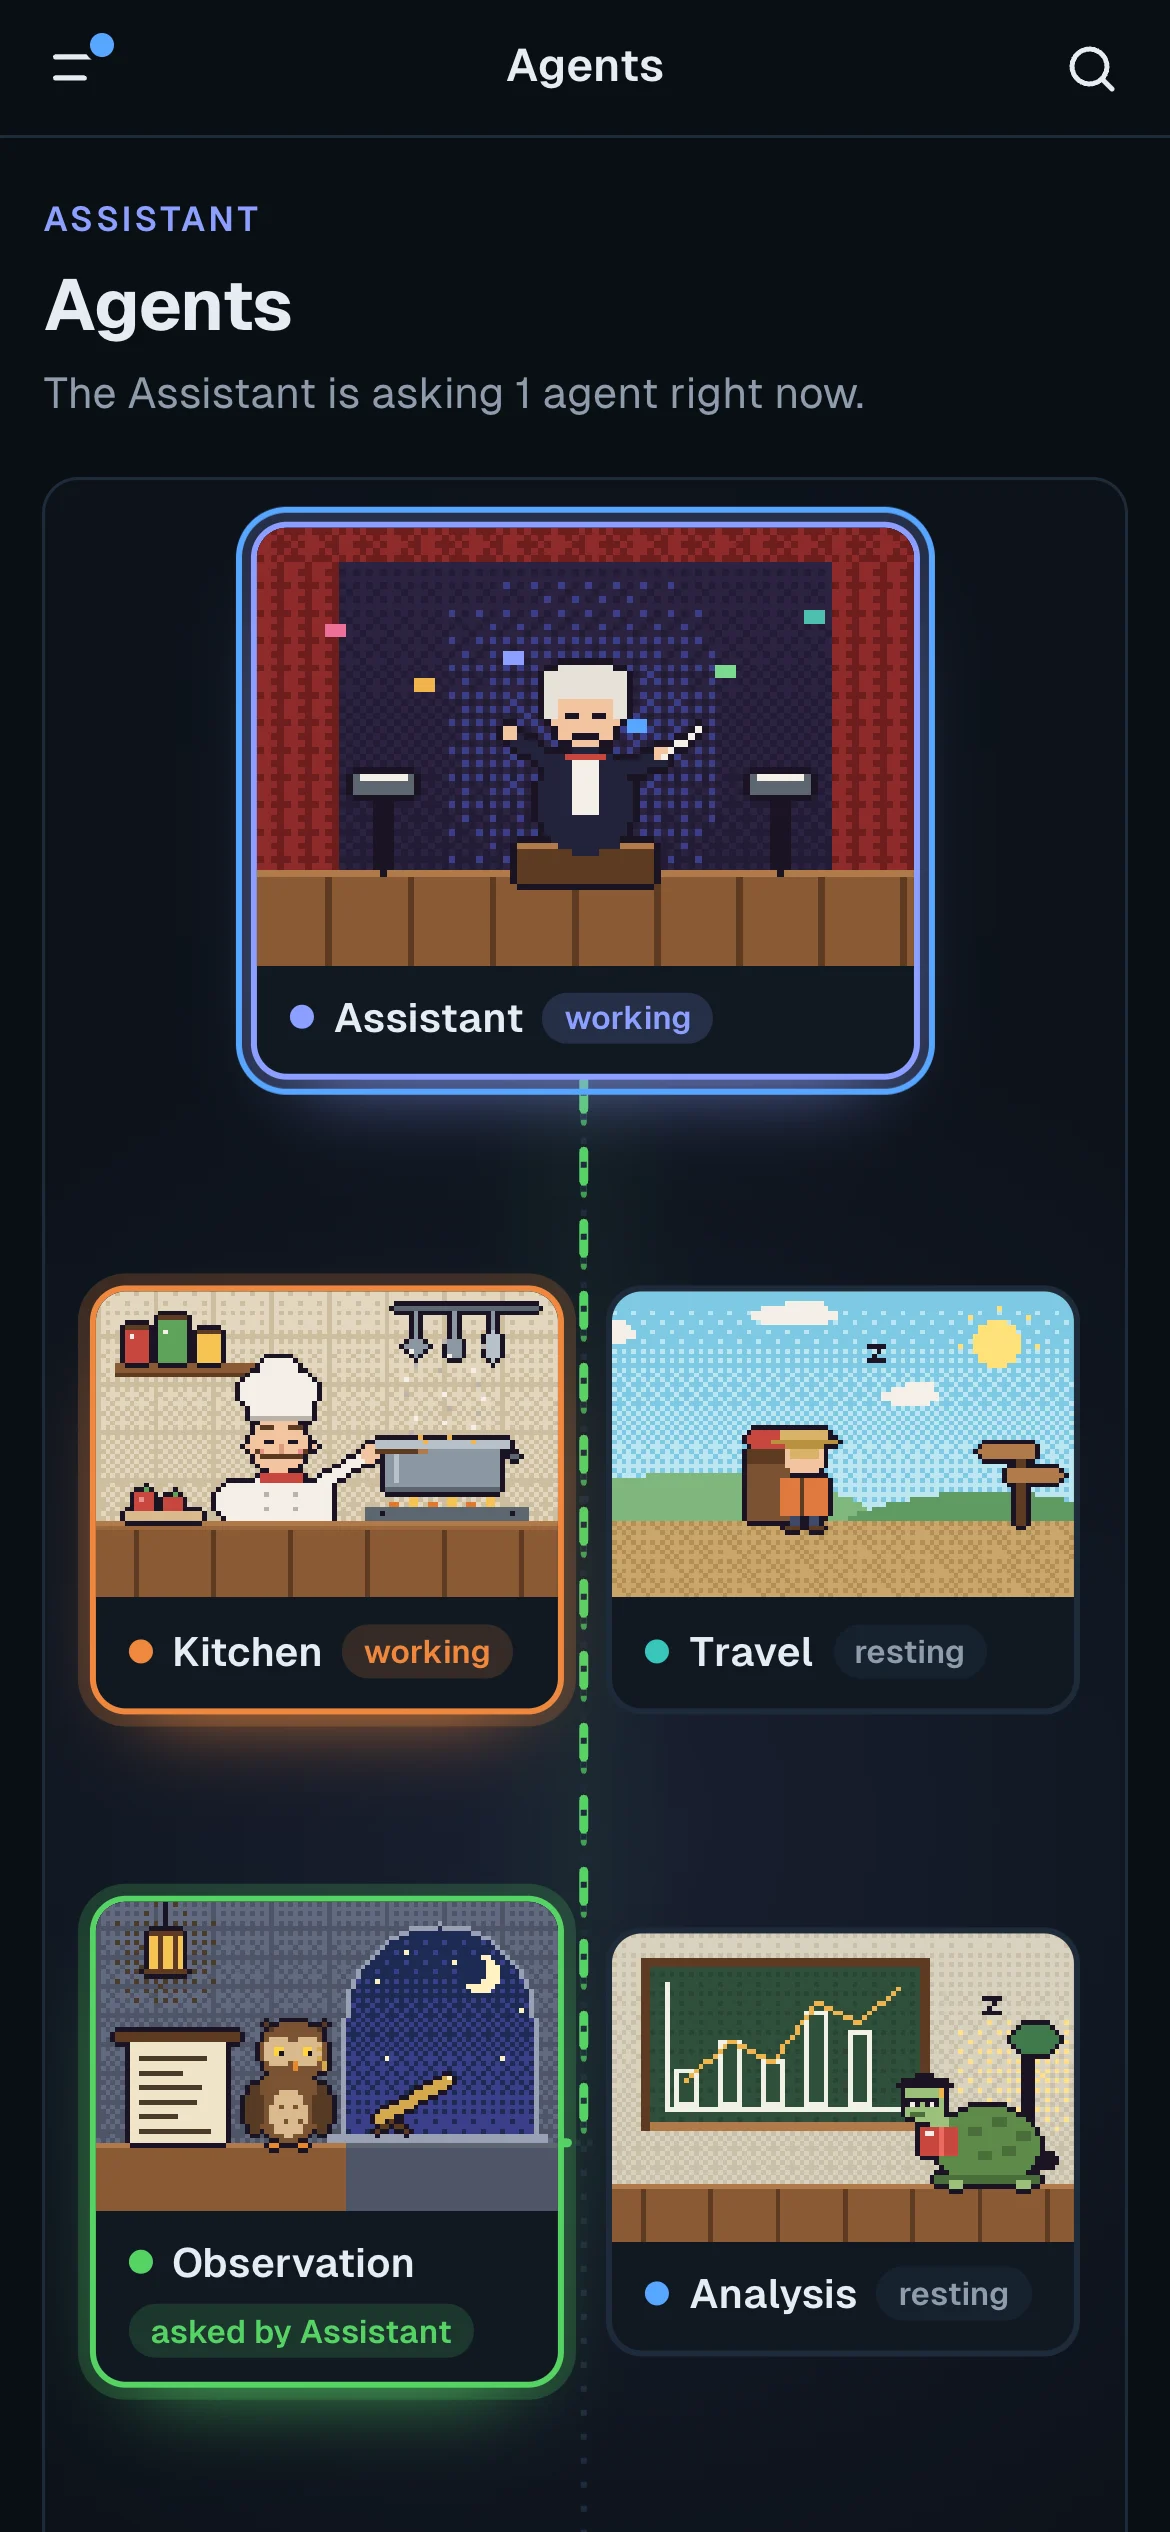 Agents
ASSISTANT
Agents
The Assistant is asking 1 agent right now.
Assistant working
Kitchen working
Travel resting
Observation
asked by Assistant
Analysis resting